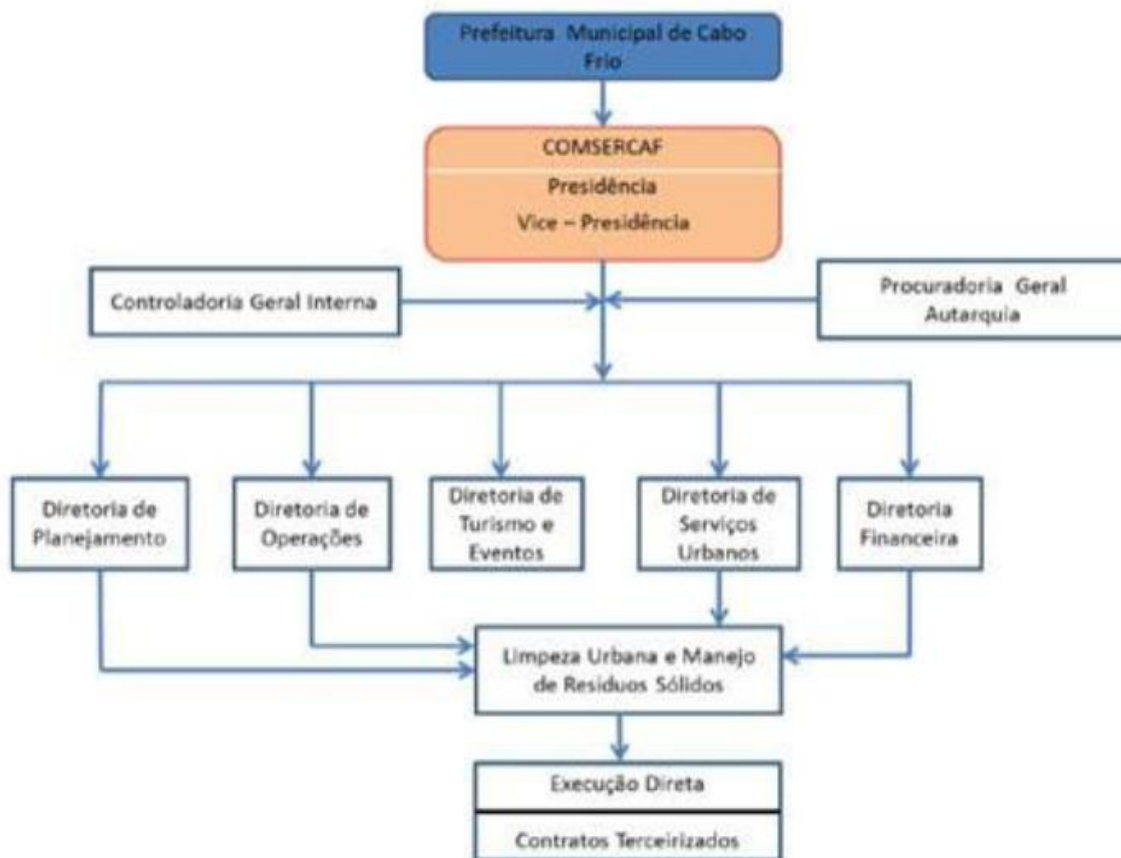 Prefeitura Municipal de Cabo
Frio
COMSERCAF
Presidência
Vice – Presidência
Controladoria Geral Interna
Procuradoria Geral
Autarquia
Diretoria de
Planejamento
Diretoria de
Operações
Diretoria de
Turismo e
Eventos
Diretoria de
Serviços
Urbanos
Diretoria
Financeira
Limpeza Urbana e Manejo
de Resíduos Sólidos
Execução Direta
Contratos Terceirizados